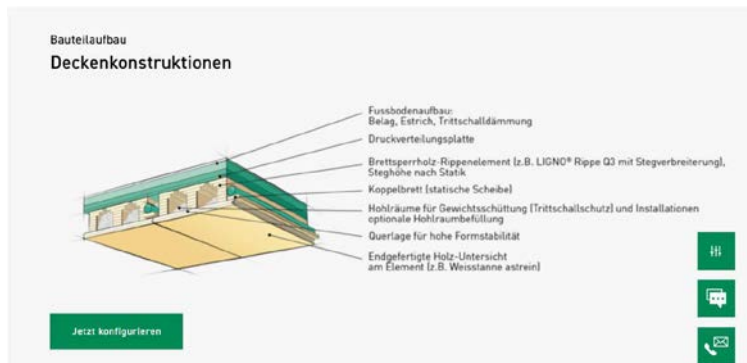 Bauteilaufbau
Deckenkonstruktionen
Fussbodenaufbau:
Belag, Estrich, Trittschalldämmung
Druckverteilungsplatte
Brettsperrholz-Rippenelement (z.B. LIGNO® Rippe Q3 mit Stegverbreiterung),
Steghöhe nach Statik
Koppelbrett (statische Scheibe)
Hohlräume für Gewichtsschüttung (Trittschallschutz) und Installationen
optionale Hohlraumbefüllung
Querlage für hohe Formstabilität
Endgefertigte Holz-Untersicht
am Element (z.B. Weisstanne astrein)
Jetzt konfigurieren